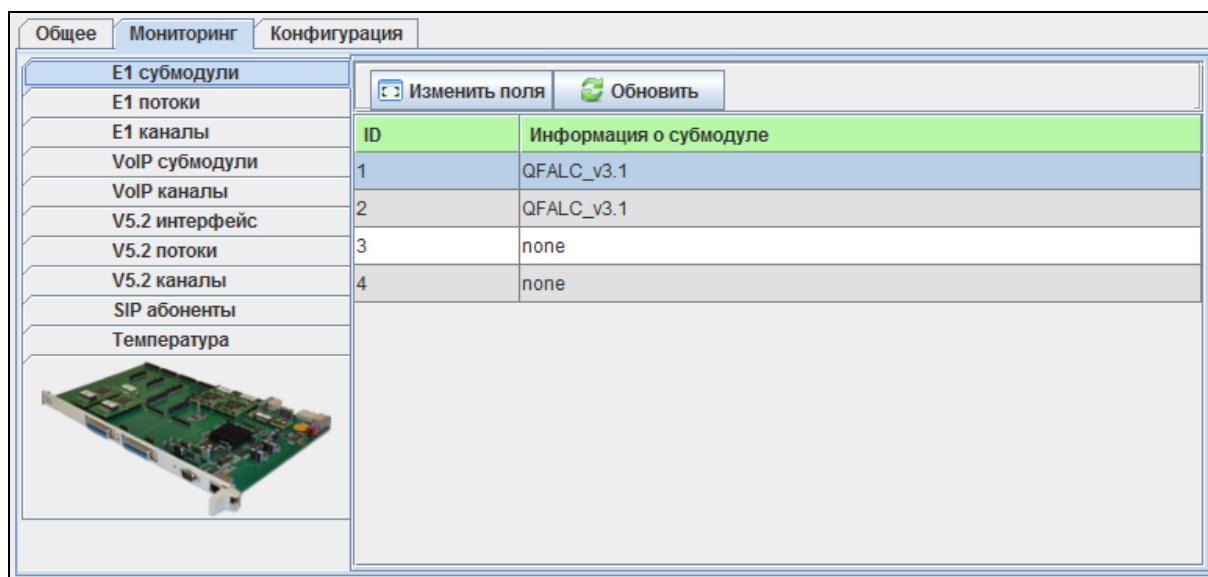 Общее Мониторинг Конфигурация
E1 субмодули
E1 потоки
E1 каналы
VoIP субмодули
VoIP каналы
V5.2 интерфейс
V5.2 потоки
V5.2 каналы
SIP абоненты
Температура
Изменить поля Обновить
ID Информация о субмодуле
1 QFALC_v3.1
2 QFALC_v3.1
3 none
4 none